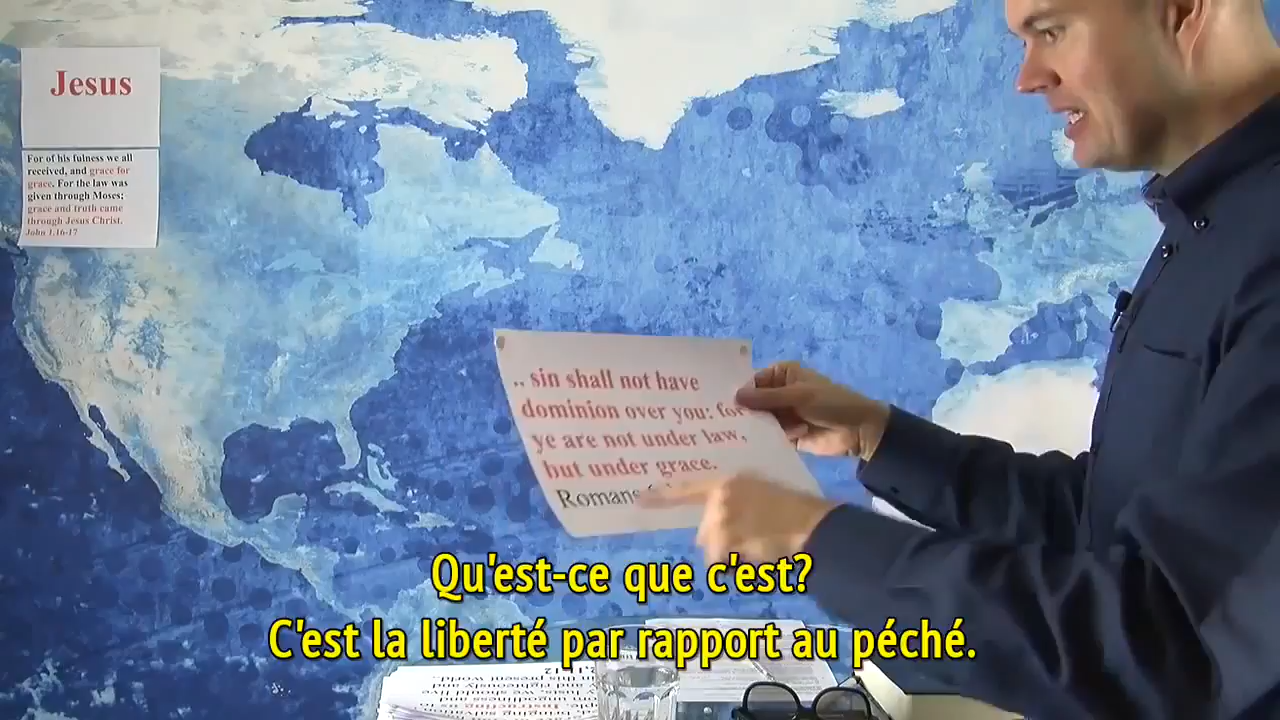 Jesus
For of his fulness we all
received, and grace for
grace. For the law was
given through Moses;
grace and truth came
through Jesus Christ.
John 1.16-17
.. sin shall not have
dominion over you: for
ye are not under law,
but under grace.
Romans
Qu'est-ce que c'est?
C'est la liberté par rapport au péché.